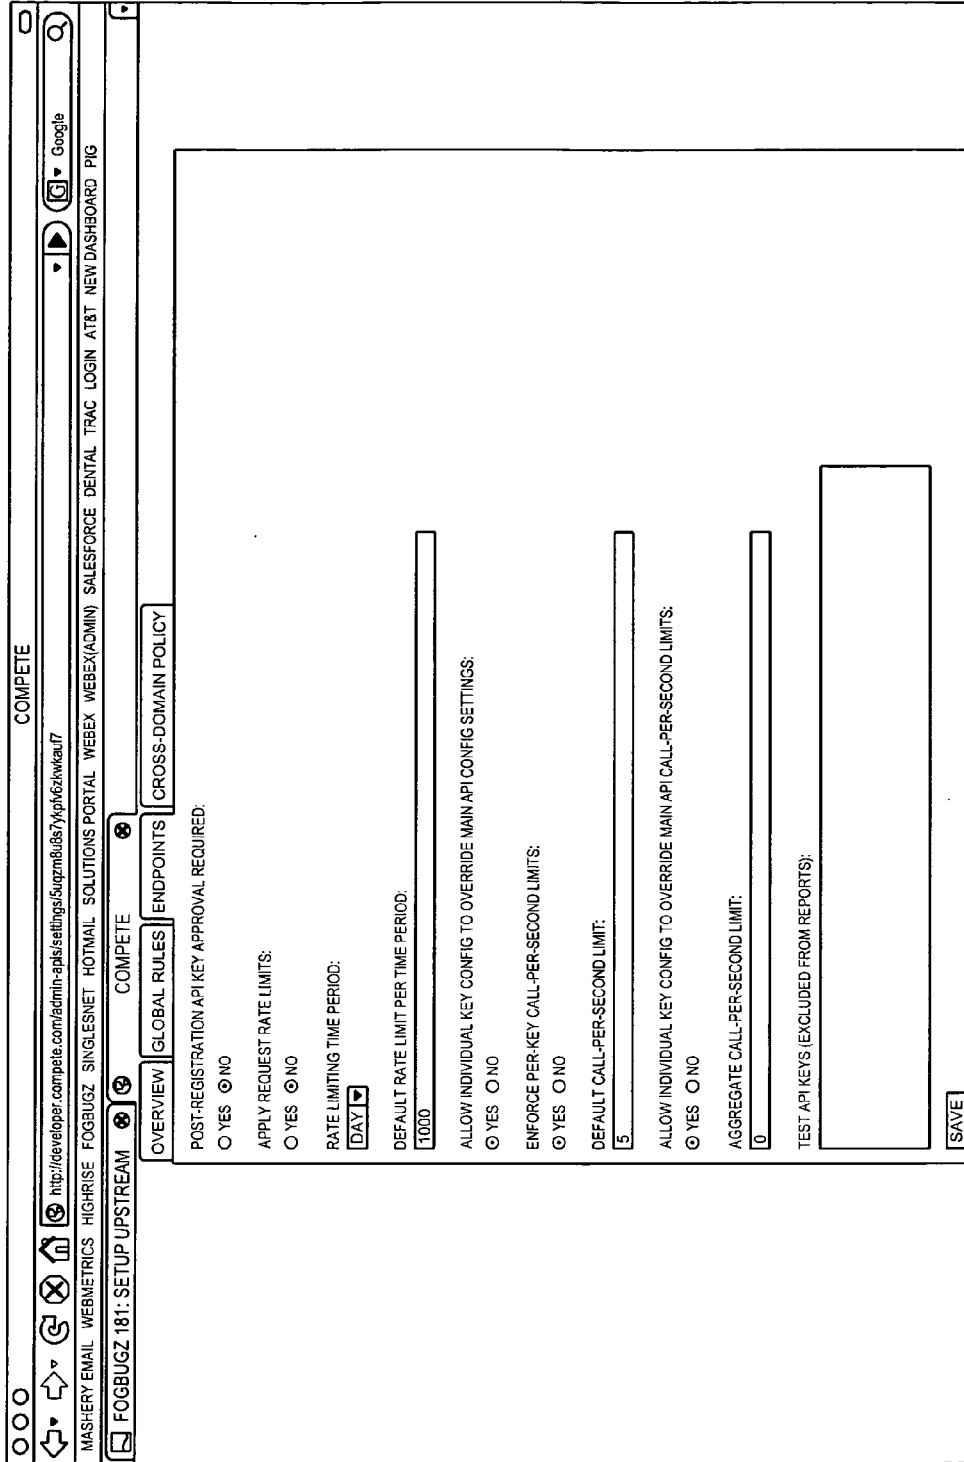 COMPETE
http://developer.compete.com/admin-apis/settings/5uqzm8u8s7ykpfv6zkwkauf7
G Google
MASHERY EMAIL WEBMETRICS HIGHRISE FOGBUGZ SINGLESNET HOTMAIL SOLUTIONS PORTAL WEBEX WEBEX(ADMIN) SALESFORCE DENTAL TRAC LOGIN AT&T NEW DASHBOARD PIG
FOGBUGZ 181: SETUP UPSTREAM COMPETE
OVERVIEW GLOBAL RULES ENDPOINTS CROSS-DOMAIN POLICY
POST-REGISTRATION API KEY APPROVAL REQUIRED:
YES NO
APPLY REQUEST RATE LIMITS:
YES NO
RATE LIMITING TIME PERIOD:
DAY
DEFAULT RATE LIMIT PER TIME PERIOD:
1000
ALLOW INDIVIDUAL KEY CONFIG TO OVERRIDE MAIN API CONFIG SETTINGS:
YES NO
ENFORCE PER-KEY CALL-PER-SECOND LIMITS:
YES NO
DEFAULT CALL-PER-SECOND LIMIT:
5
ALLOW INDIVIDUAL KEY CONFIG TO OVERRIDE MAIN API CALL-PER-SECOND LIMITS:
YES NO
AGGREGATE CALL-PER-SECOND LIMIT:
0
TEST API KEYS (EXCLUDED FROM REPORTS):
SAVE